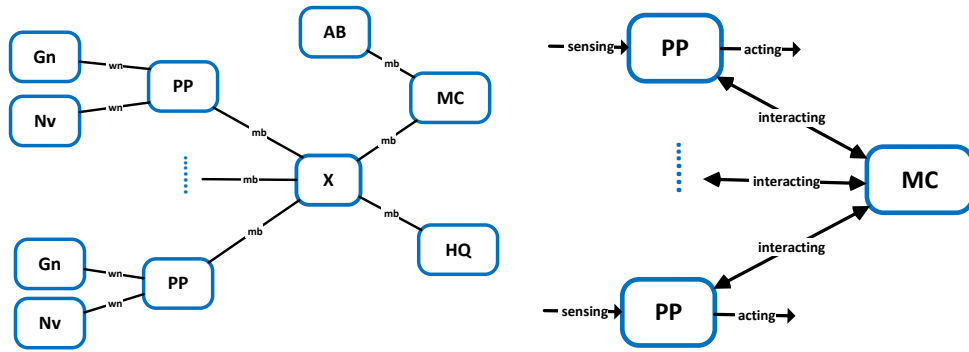 Gn
wn
Nv
wn
PP
mb
AB
mb
MC
mb
X
mb
mb
HQ
mb
Gn
wn
Nv
wn
PP
sensing
PP
acting
interacting
interacting
MC
interacting
sensing
PP
acting